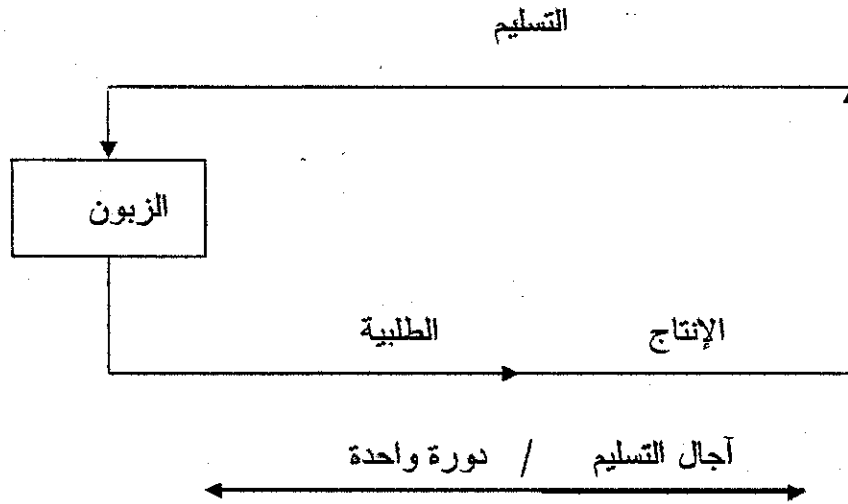 التسليم
الزبون
الإنتاج
الطلبية
آجال التسليم / دورة واحدة